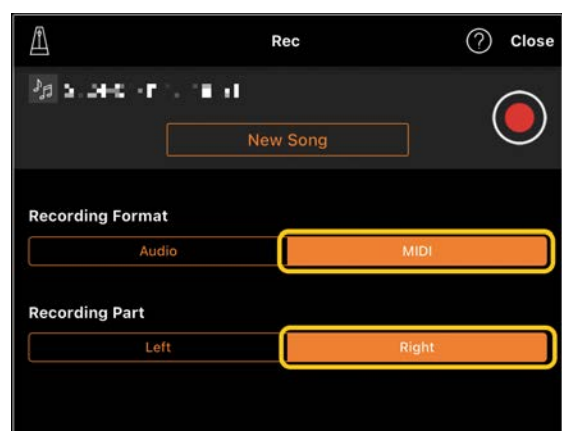 Rec
? Close
New Song
Recording Format
Audio MIDI
Recording Part
Left Right